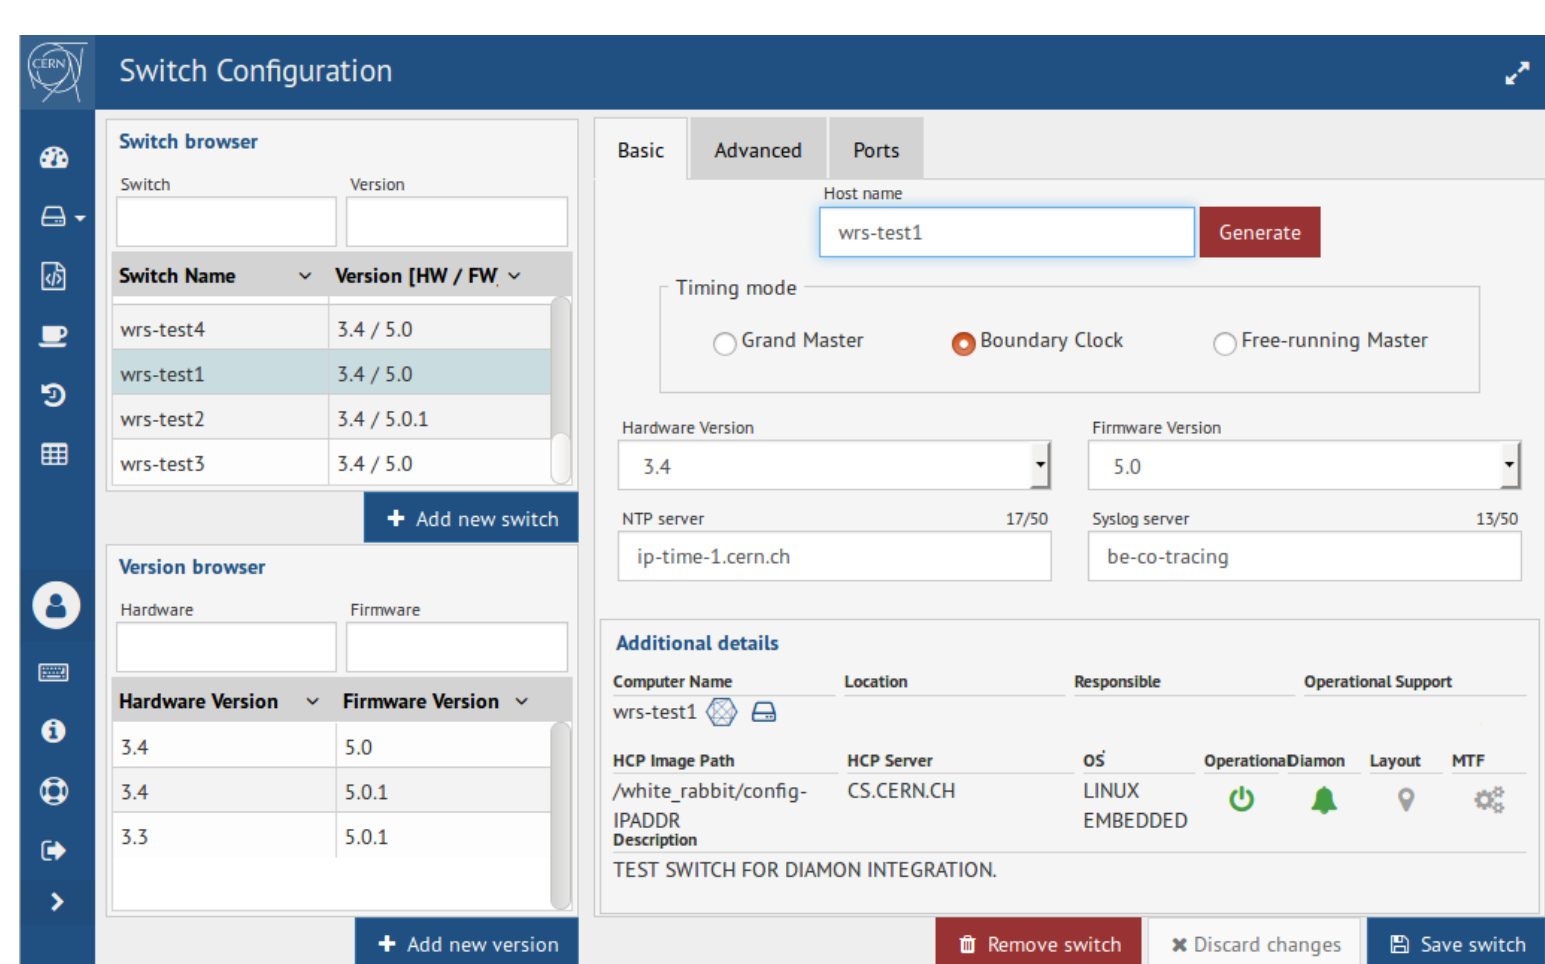 CERN
Switch Configuration
Switch browser
Switch Version
Switch Name Version [HW / FW
wrs-test4 3.4 / 5.0
wrs-test1 3.4 / 5.0
wrs-test2 3.4 / 5.0.1
wrs-test3 3.4 / 5.0
+ Add new switch
Version browser
Hardware Firmware
Hardware Version Firmware Version
3.4 5.0
3.4 5.0.1
3.3 5.0.1
+ Add new version
Basic Advanced Ports
Host name
wrs-test1 Generate
Timing mode
Grand Master Boundary Clock Free-running Master
Hardware Version Firmware Version
3.4 5.0
NTP server 17/50 Syslog server 13/50
ip-time-1.cern.ch be-co-tracing
Additional details
Computer Name Location Responsible Operational Support
wrs-test1
HCP Image Path HCP Server OS Operational Diamon Layout MTF
/white_rabbit/config- CS.CERN.CH LINUX
IPADDR EMBEDDED
Description
TEST SWITCH FOR DIAMON INTEGRATION.
Remove switch Discard changes Save switch